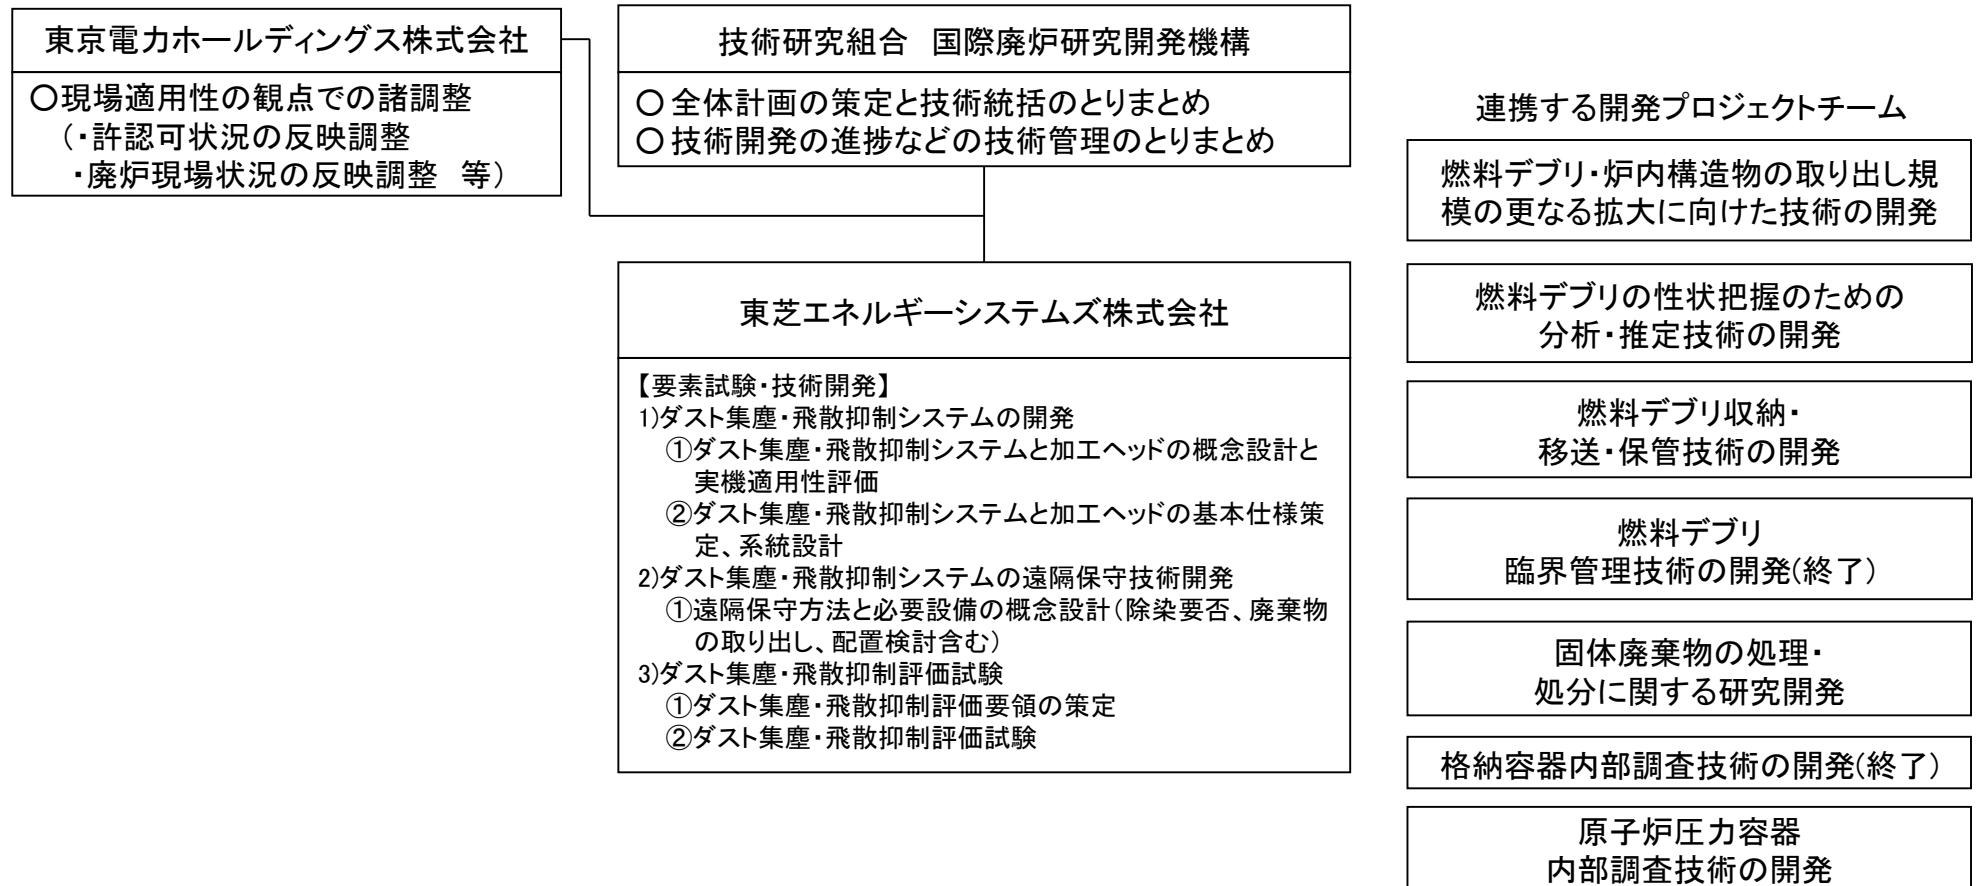 東京電力ホールディングス株式会社
〇現場適用性の観点での諸調整
（・許認可状況の反映調整
・廃炉現場状況の反映調整　等）
技術研究組合　国際廃炉研究開発機構
〇 全体計画の策定と技術統括のとりまとめ
〇 技術開発の進捗などの技術管理のとりまとめ
東芝エネルギーシステムズ株式会社
【要素試験・技術開発】
1)ダスト集塵・飛散抑制システムの開発
①ダスト集塵・飛散抑制システムと加工ヘッドの概念設計と
実機適用性評価
②ダスト集塵・飛散抑制システムと加工ヘッドの基本仕様策
定、系統設計
2)ダスト集塵・飛散抑制システムの遠隔保守技術開発
①遠隔保守方法と必要設備の概念設計（除染要否、廃棄物
の取り出し、配置検討含む）
3)ダスト集塵・飛散抑制評価試験
①ダスト集塵・飛散抑制評価要領の策定
②ダスト集塵・飛散抑制評価試験
連携する開発プロジェクトチーム
燃料デブリ・炉内構造物の取り出し規
模の更なる拡大に向けた技術の開発
燃料デブリの性状把握のための
分析・推定技術の開発
燃料デブリ収納・
移送・保管技術の開発
燃料デブリ
臨界管理技術の開発(終了)
固体廃棄物の処理・
処分に関する研究開発
格納容器内部調査技術の開発(終了)
原子炉圧力容器
内部調査技術の開発